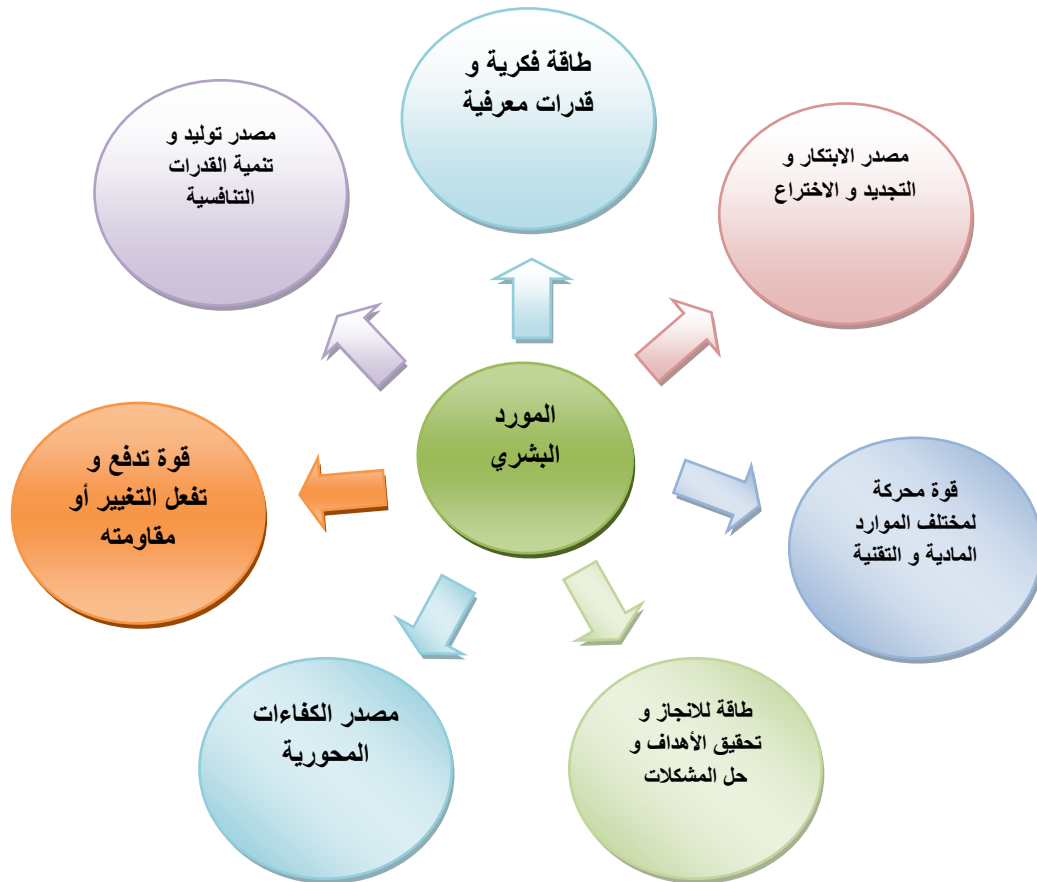 طاقة فكرية و
قدرات معرفية
مصدر الابتكار و
التجديد و الاختراع
قوة محركة
لمختلف الموارد
المادية و التقنية
طاقة للانجاز و
تحقيق الأهداف و
حل المشكلات
مصدر الكفاءات
المحورية
قوة تدفع و
تفعل التغيير أو
مقاومته
مصدر توليد و
تنمية القدرات
التنافسية
المورد
البشري